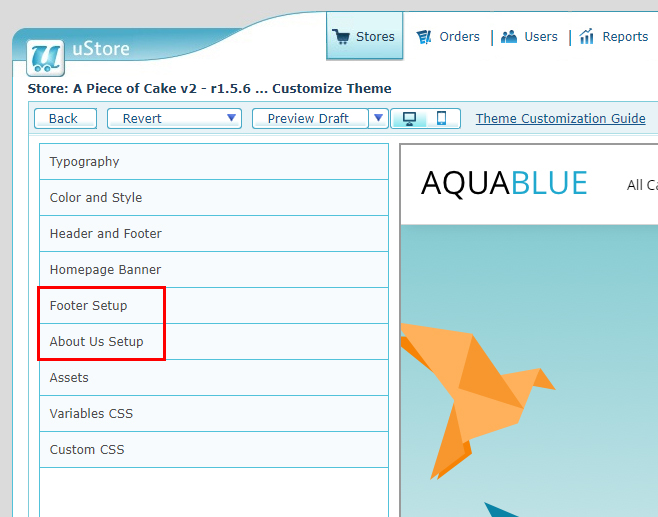 uStore
Stores
Orders
Users
Reports
Store: A Piece of Cake v2 - r1.5.6 ... Customize Theme
Back
Revert
Preview Draft
Theme Customization Guide
Typography
Color and Style
Header and Footer
Homepage Banner
Footer Setup
About Us Setup
Assets
Variables CSS
Custom CSS
AQUABLUE
All Ca